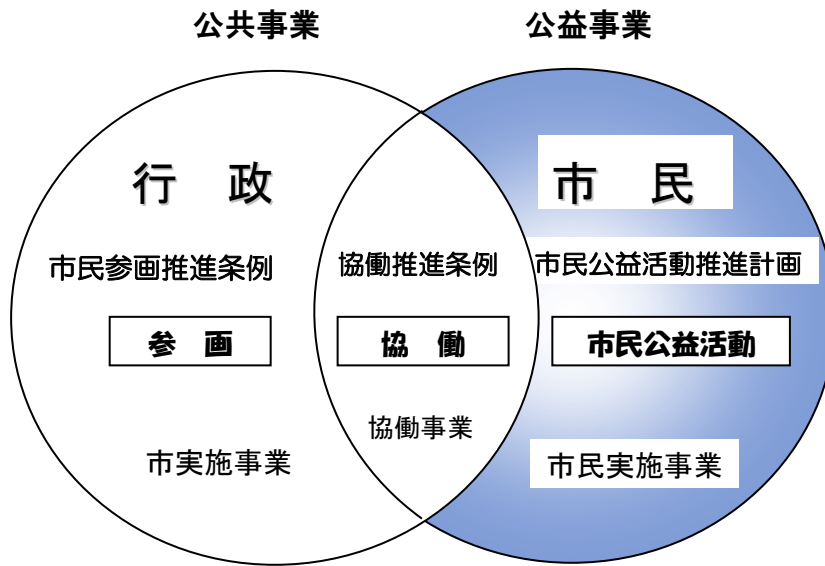 公共事業
公益事業
行 政
市 民
市民参画推進条例
協働推進条例
市民公益活動推進計画
参 画
協 働
市民公益活動
協働事業
市実施事業
市民実施事業